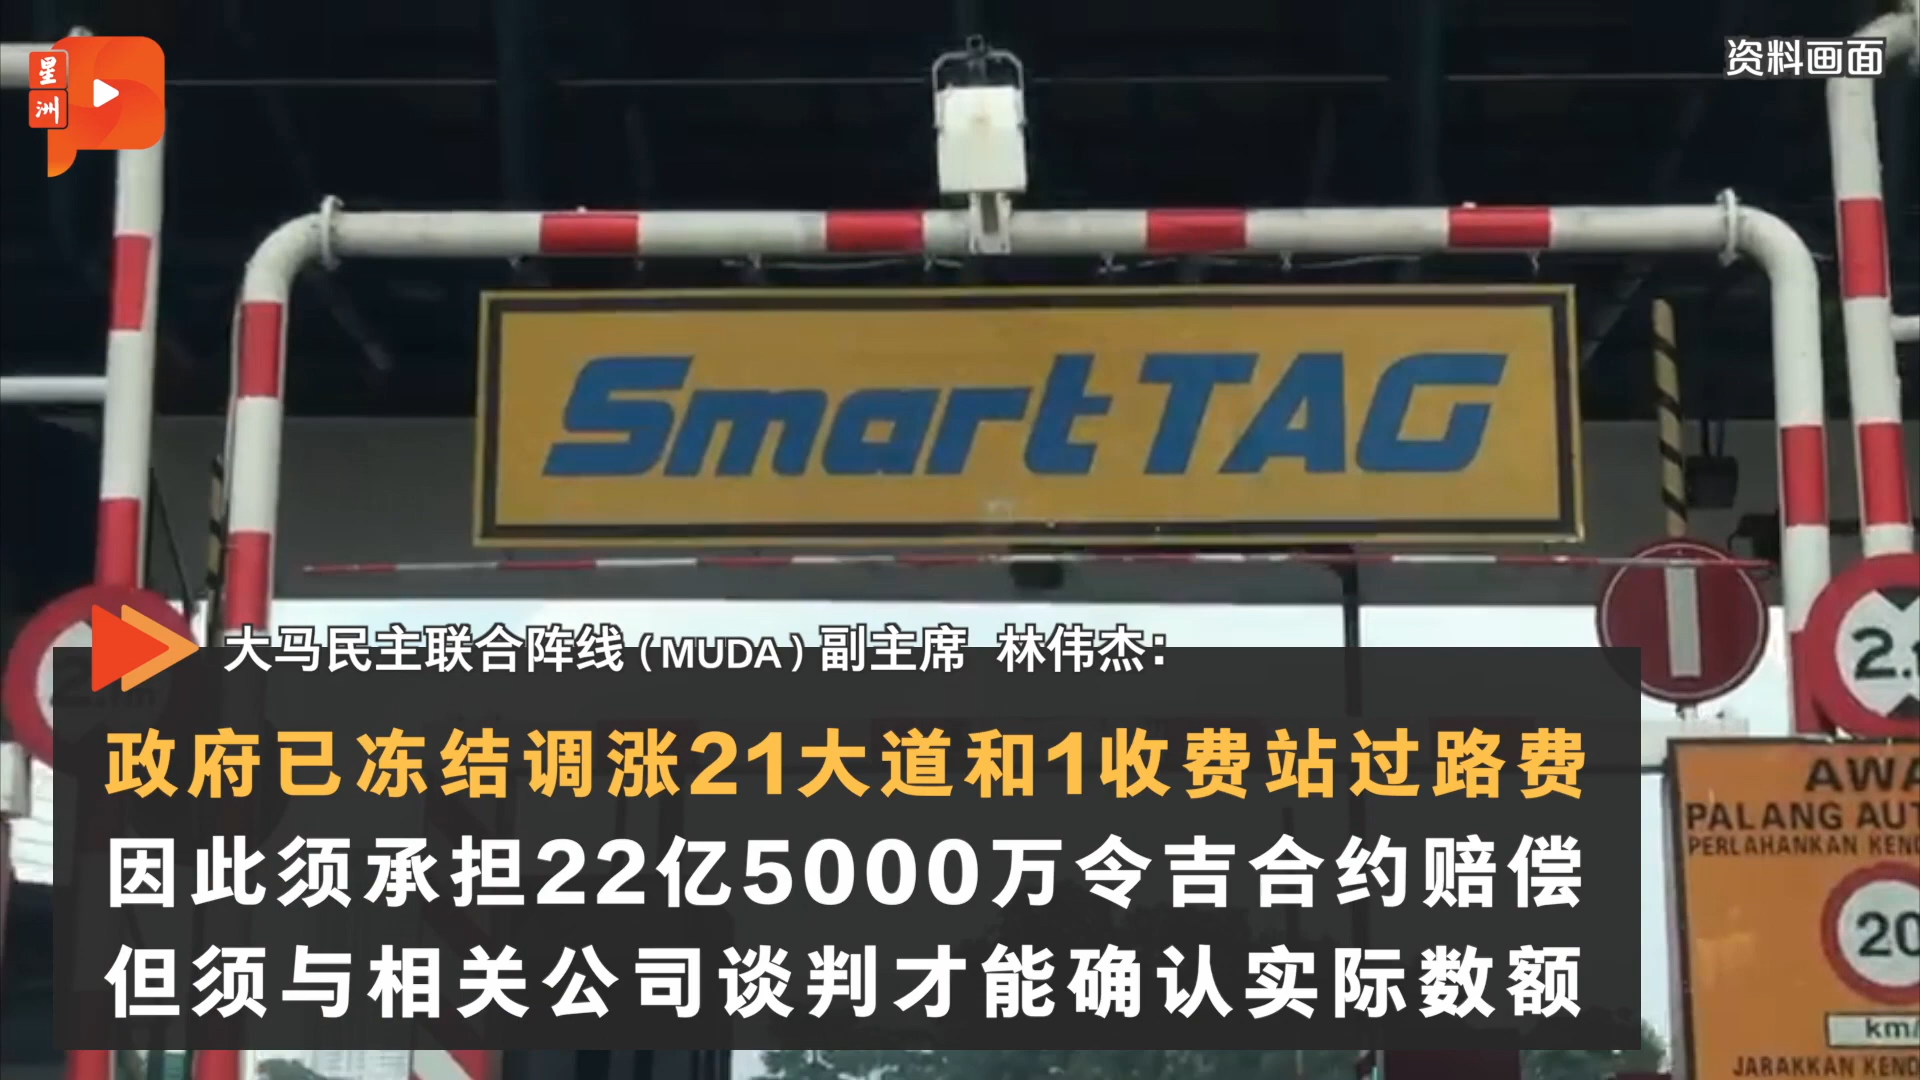 星洲
资料画面
SmartTAG
大马民主联合阵线（MUDA）副主席 林伟杰：
政府已冻结调涨21大道和1收费站过路费
因此须承担22亿5000万令吉合约赔偿
但须与相关公司谈判才能确认实际数额
2.
AWA
PALANG AUT
PERLAHANKAN KEND
20
km/
JARAKKAN KEND